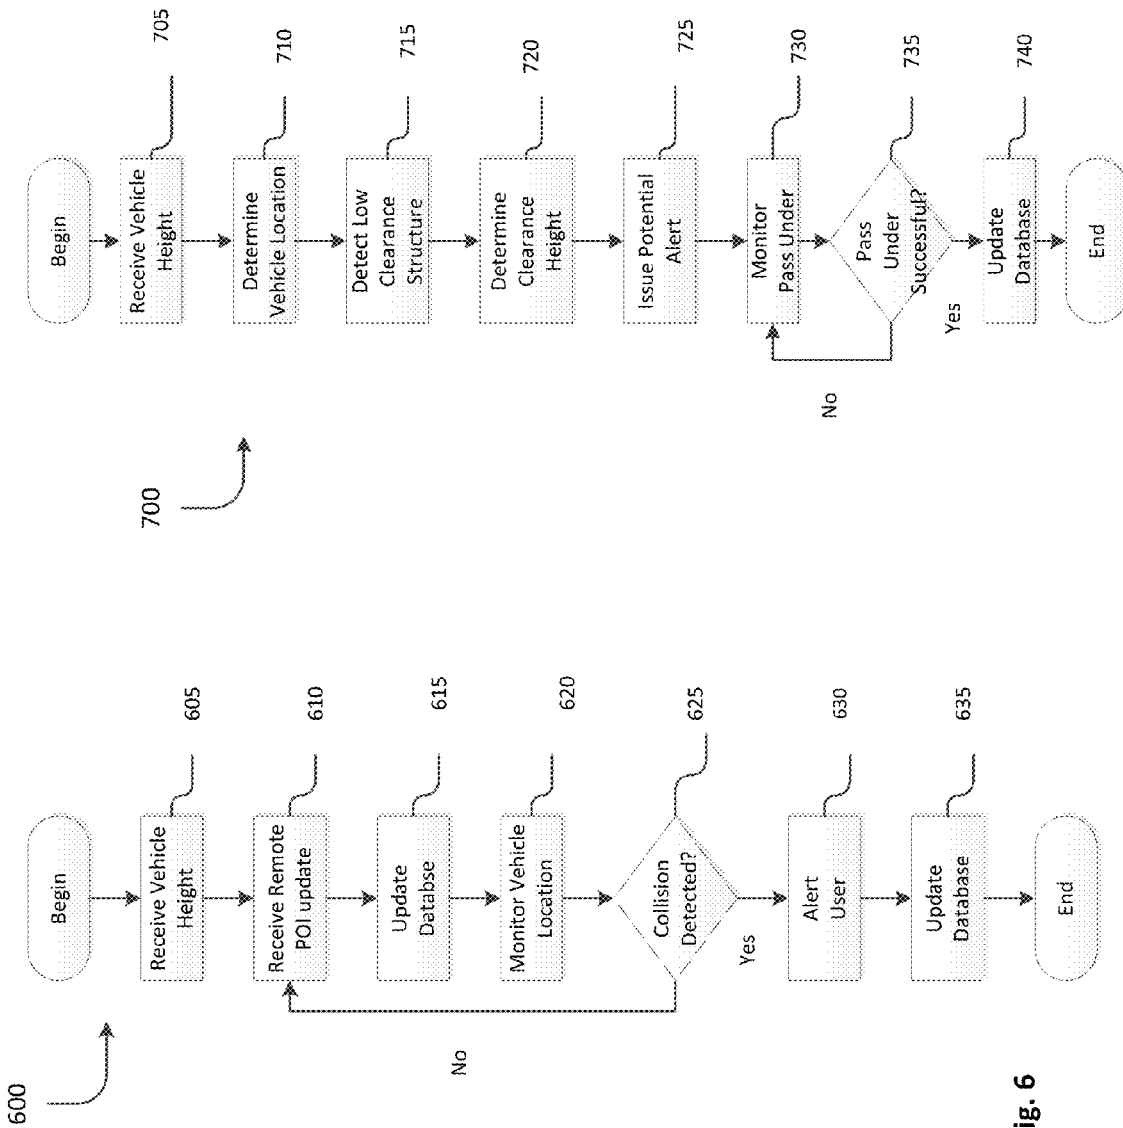 600
Begin
Receive Vehicle
Height
605
Receive Remote
POI update
610
Update
Databse
615
Monitor Vehicle
Location
620
Collision
Detected?
625
No
Yes
Alert
User
630
Update
Database
635
End
ig. 6
700
Begin
Receive Vehicle
Height
705
Determine
Vehicle Location
710
Detect Low
Clearance
Structure
715
Determine
Clearance
Height
720
Issue Potential
Alert
725
Monitor
Pass Under
730
Pass
Under
Successful?
735
No
Yes
Update
Database
740
End